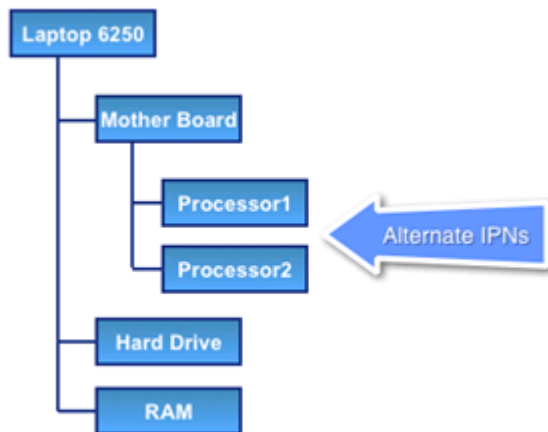 Laptop 6250
Mother Board
Processor1
Alternate IPNs
Processor2
Hard Drive
RAM